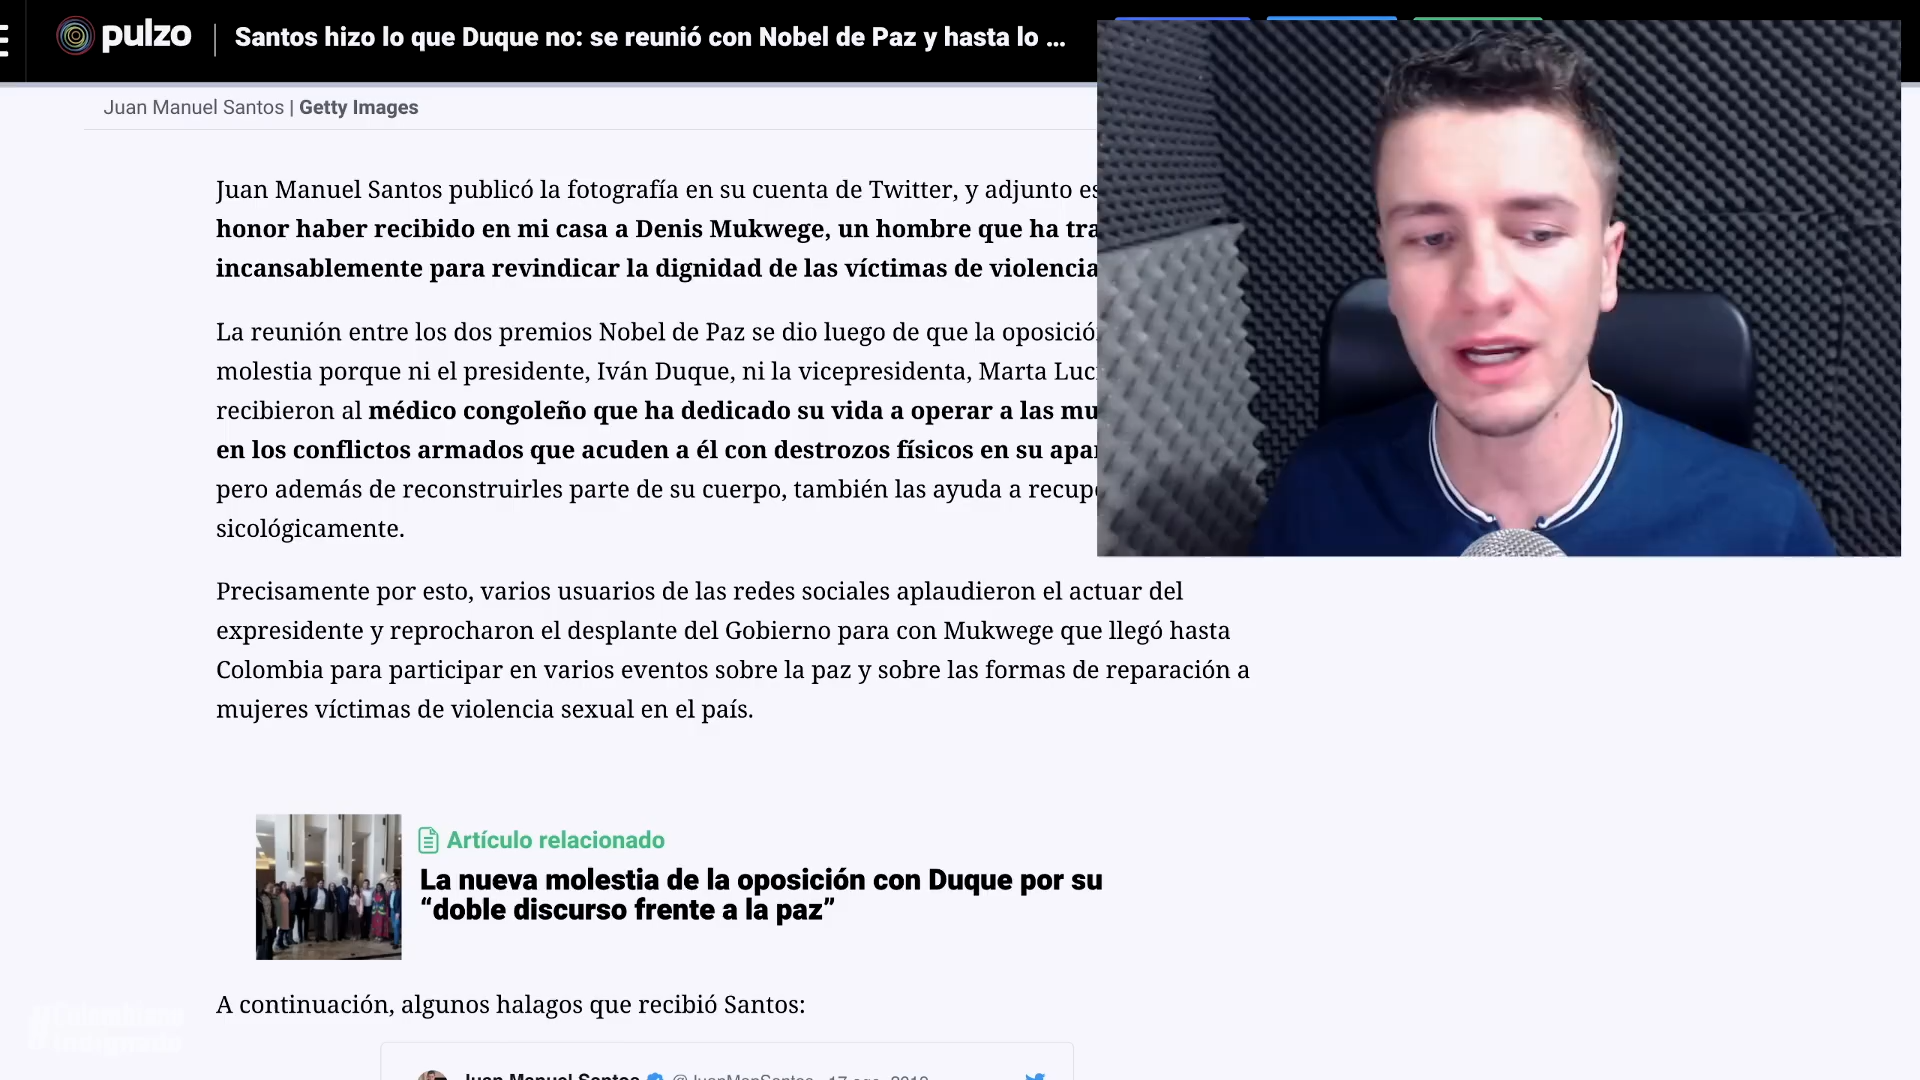 pulzo
Santos hizo lo que Duque no: se reunió con Nobel de Paz y hasta lo ...
Juan Manuel Santos | Getty Images
Juan Manuel Santos publicó la fotografía en su cuenta de Twitter, y adjunto
honor haber recibido en mi casa a Denis Mukwege, un hombre que ha
incansablemente para revindicar la dignidad de las víctimas de violencia
La reunión entre los dos premios Nobel de Paz se dio luego de que la
molestia porque ni el presidente, Iván Duque, ni la vicepresidenta, Marta
recibieron al médico congoleño que ha dedicado su vida a operar a las
en los conflictos armados que acuden a él con destrozos físicos en su
pero además de reconstruirles parte de su cuerpo, también las ayuda a
sicológicamente.
Precisamente por esto, varios usuarios de las redes sociales aplaudieron el actuar del
expresidente y reprocharon el desplante del Gobierno para con Mukwege que llegó hasta
Colombia para participar en varios eventos sobre la paz y sobre las formas de reparación a
mujeres víctimas de violencia sexual en el país.
Artículo relacionado
La nueva molestia de la oposición con Duque por su
“doble discurso frente a la paz”
A continuación, algunos halagos que recibió Santos:
#Colombiano
Indignado
Juan Manuel Santos @JuanManSantos · 17 ago. 2019